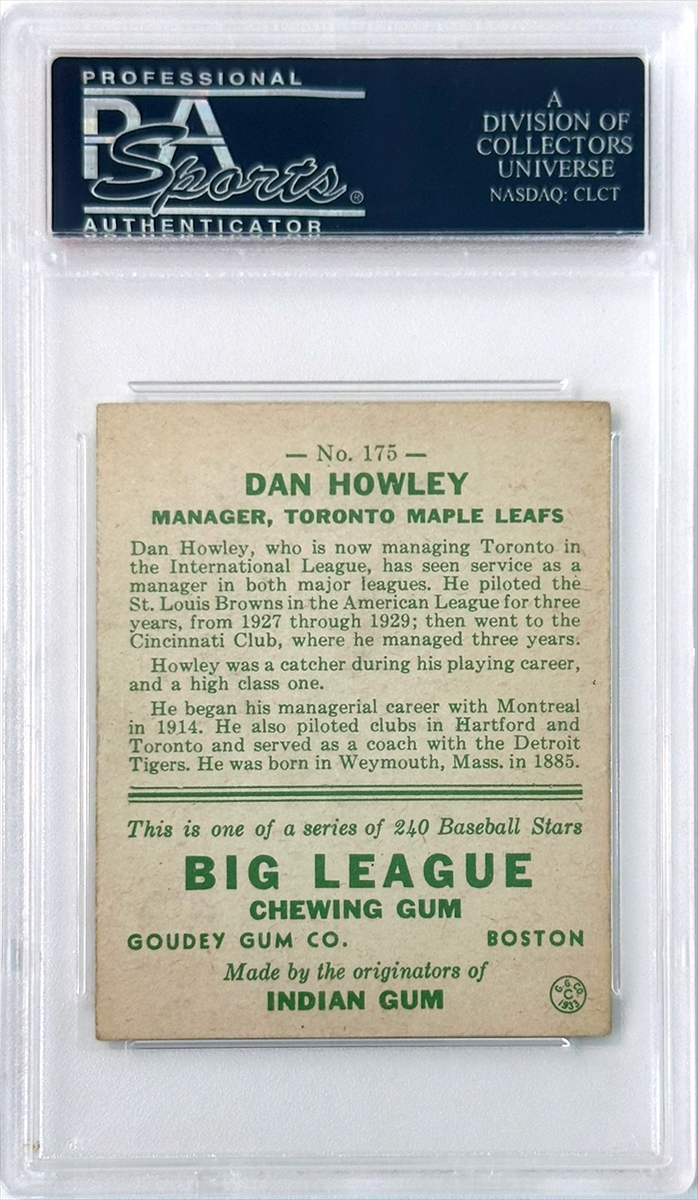 PROFESSIONAL
PSA
Sports®
AUTHENTICATOR
A
DIVISION OF
COLLECTORS
UNIVERSE
NASDAQ: CLCT
— No. 175 —
DAN HOWLEY
MANAGER, TORONTO MAPLE LEAFS
Dan Howley, who is now managing Toronto in
the International League, has seen service as a
manager in both major leagues. He piloted the
St. Louis Browns in the American League for three
years, from 1927 through 1929; then went to the
Cincinnati Club, where he managed three years.
Howley was a catcher during his playing career,
and a high class one.
He began his managerial career with Montreal
in 1914. He also piloted clubs in Hartford and
Toronto and served as a coach with the Detroit
Tigers. He was born in Weymouth, Mass. in 1885.
This is one of a series of 240 Baseball Stars
BIG LEAGUE
CHEWING GUM
GOUDEY GUM CO. BOSTON
Made by the originators of
INDIAN GUM
G. G. CO.
C
1933